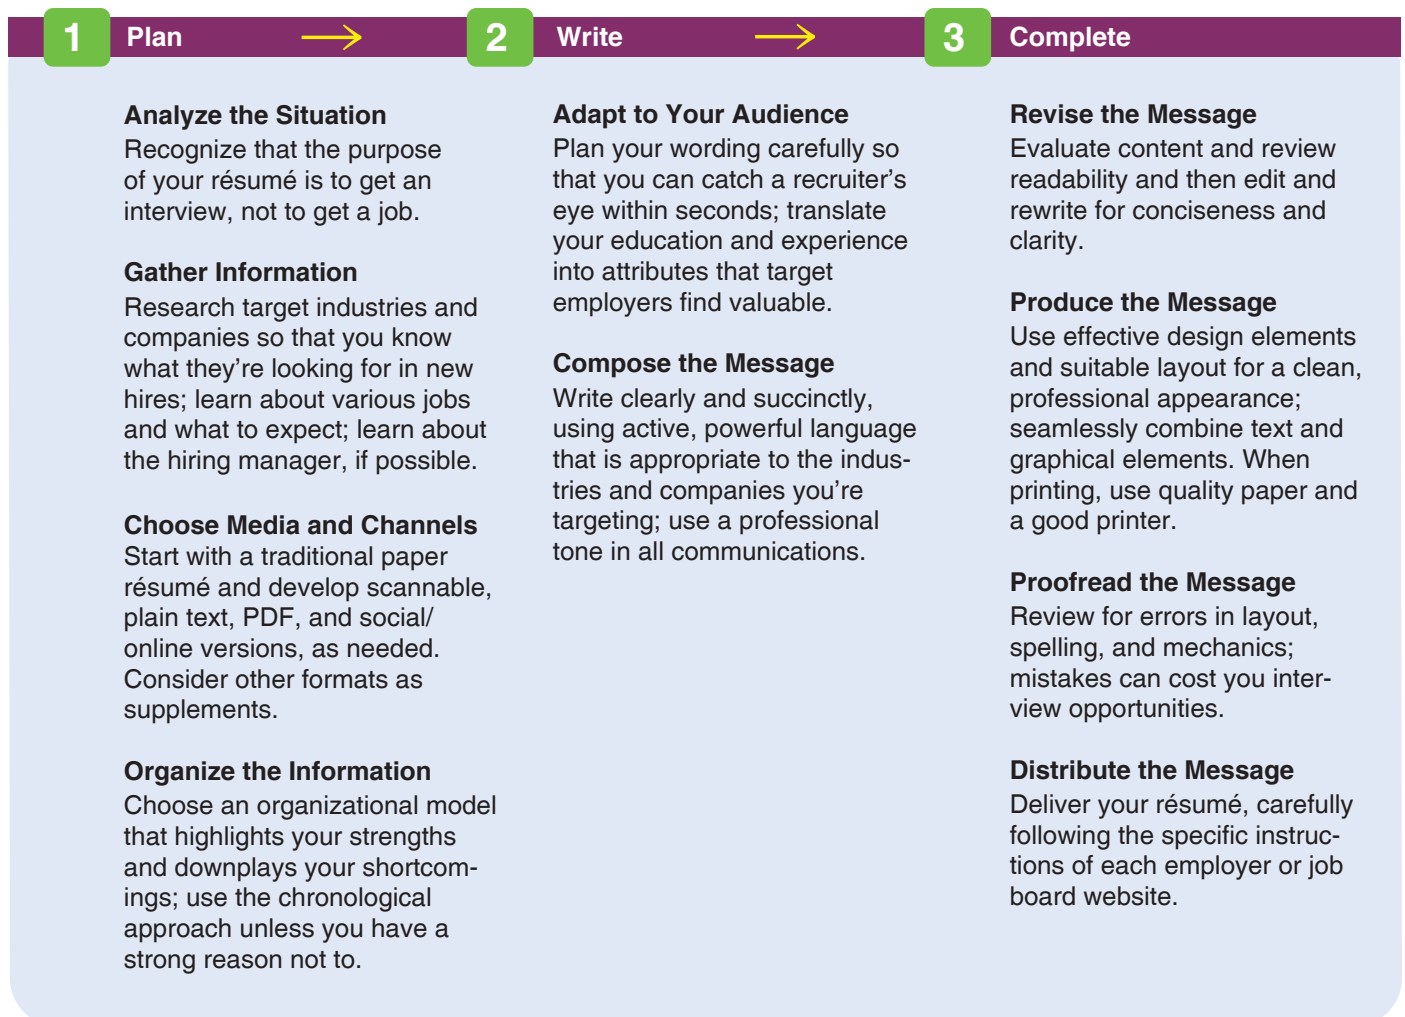 1 Plan → 2 Write → 3 Complete
Analyze the Situation
Recognize that the purpose
of your résumé is to get an
interview, not to get a job.
Gather Information
Research target industries and
companies so that you know
what they're looking for in new
hires; learn about various jobs
and what to expect; learn about
the hiring manager, if possible.
Choose Media and Channels
Start with a traditional paper
résumé and develop scannable,
plain text, PDF, and social/
online versions, as needed.
Consider other formats as
supplements.
Organize the Information
Choose an organizational model
that highlights your strengths
and downplays your shortcom-
ings; use the chronological
approach unless you have a
strong reason not to.
Adapt to Your Audience
Plan your wording carefully so
that you can catch a recruiter's
eye within seconds; translate
your education and experience
into attributes that target
employers find valuable.
Compose the Message
Write clearly and succinctly,
using active, powerful language
that is appropriate to the indus-
tries and companies you're
targeting; use a professional
tone in all communications.
Revise the Message
Evaluate content and review
readability and then edit and
rewrite for conciseness and
clarity.
Produce the Message
Use effective design elements
and suitable layout for a clean,
professional appearance;
seamlessly combine text and
graphical elements. When
printing, use quality paper and
a good printer.
Proofread the Message
Review for errors in layout,
spelling, and mechanics;
mistakes can cost you inter-
view opportunities.
Distribute the Message
Deliver your résumé, carefully
following the specific instruc-
tions of each employer or job
board website.